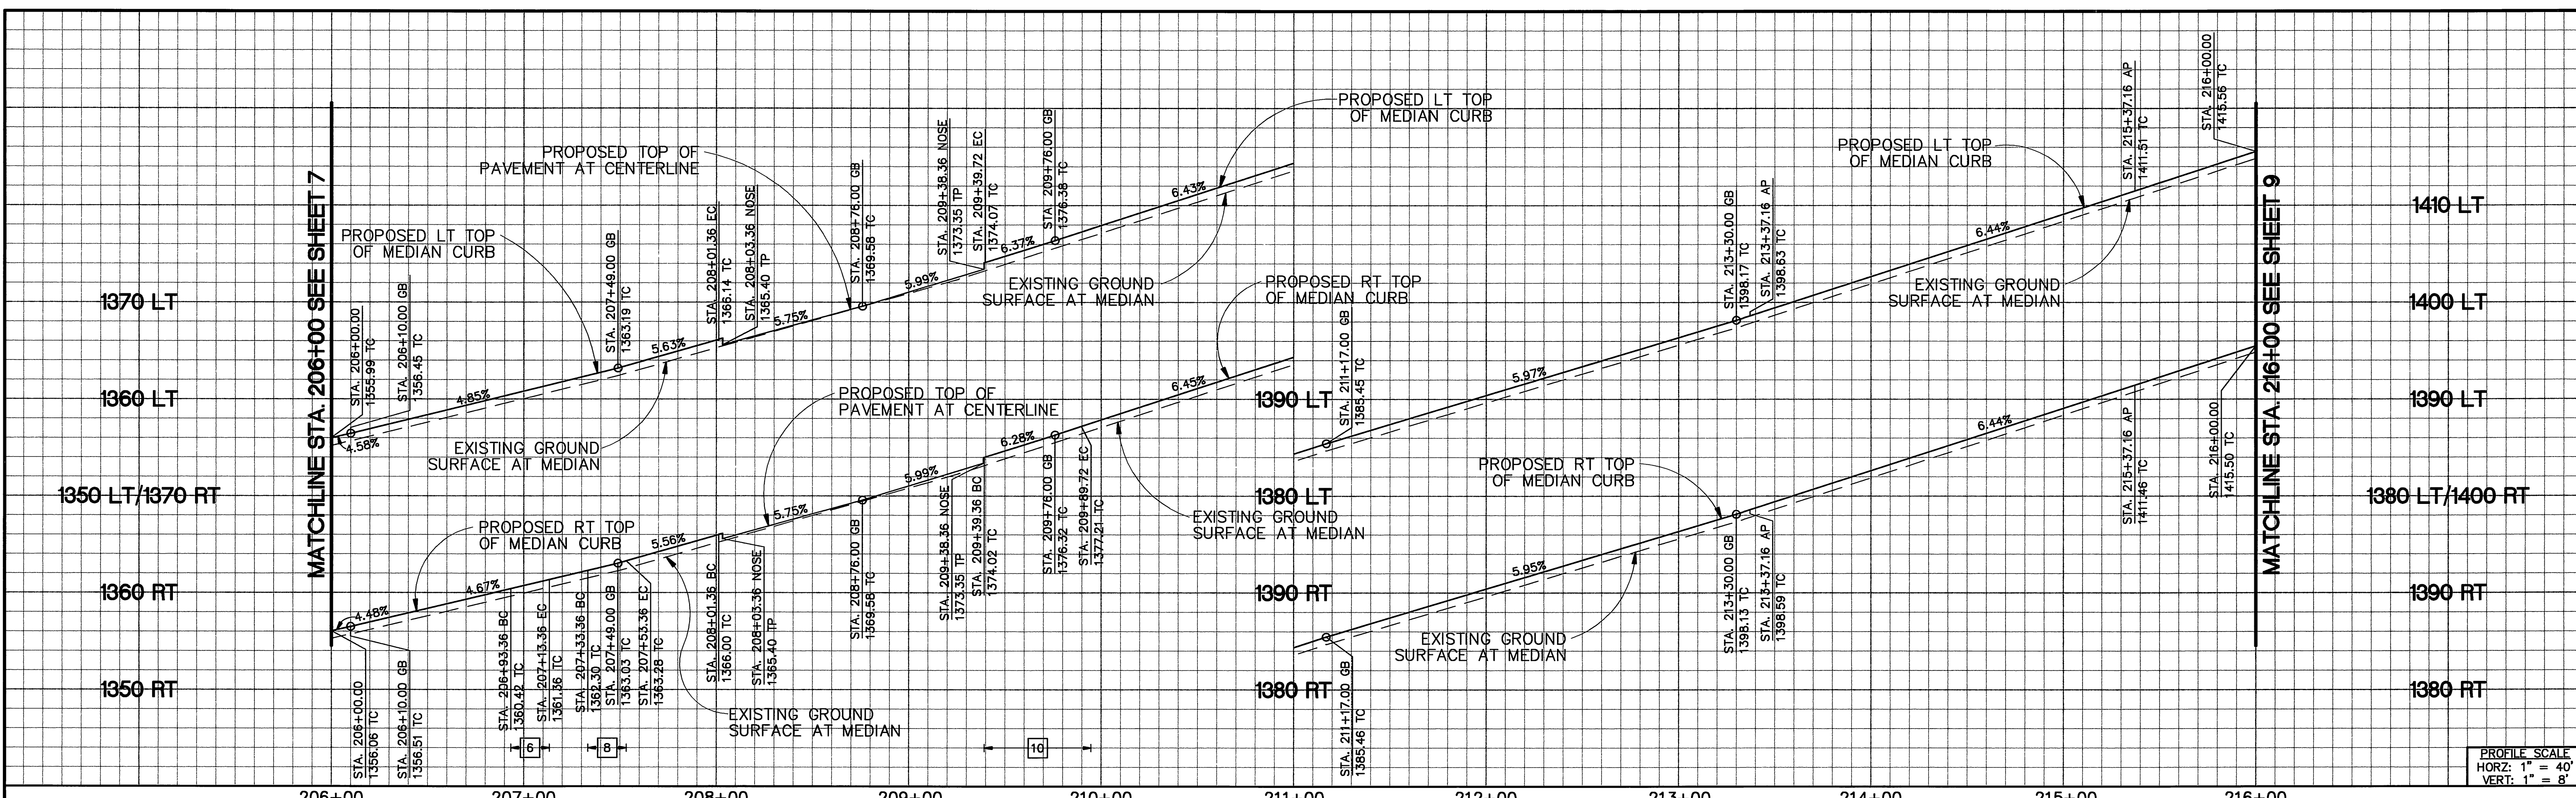 MATCHLINE STA. 206+00 SEE SHEET 7
1370 LT
1360 LT
1350 LT/1370 RT
1360 RT
1350 RT
PROPOSED LT TOP
OF MEDIAN CURB
STA. 206+00.00
1355.99 TC
STA. 206+10.00 GB
1356.45 TC
4.58%
4.85%
EXISTING GROUND
SURFACE AT MEDIAN
PROPOSED TOP OF
PAVEMENT AT CENTERLINE
STA. 207+49.00 GB
1363.19 TC
5.63%
STA. 208+01.36 EC
1366.14 TC
STA. 208+03.36 NOSE
1365.40 TP
5.75%
STA. 208+76.00 GB
1369.58 TC
5.99%
STA. 209+38.36 NOSE
1373.35 TP
STA. 209+39.72 EC
1374.07 TC
6.37%
STA. 209+76.00 GB
1376.38 TC
6.43%
PROPOSED LT TOP
OF MEDIAN CURB
EXISTING GROUND
SURFACE AT MEDIAN
PROPOSED RT TOP
OF MEDIAN CURB
4.48%
4.67%
PROPOSED RT TOP
OF MEDIAN CURB
STA. 206+00.00
1356.06 TC
STA. 206+10.00 GB
1356.51 TC
STA. 206+93.36 BC
1360.42 TC
STA. 207+13.36 EC
1361.36 TC
STA. 207+33.36 BC
1362.30 TC
STA. 207+49.00 GB
1363.03 TC
STA. 207+53.36 EC
1363.28 TC
5.56%
STA. 208+01.36 BC
1366.00 TC
STA. 208+03.36 NOSE
1365.40 TP
5.75%
PROPOSED TOP OF
PAVEMENT AT CENTERLINE
EXISTING GROUND
SURFACE AT MEDIAN
STA. 208+76.00 GB
1369.58 TC
5.99%
STA. 209+38.36 NOSE
1373.35 TP
STA. 209+39.36 BC
1374.02 TC
6.28%
STA. 209+76.00 GB
1376.32 TC
STA. 209+89.72 EC
1377.21 TC
6.45%
EXISTING GROUND
SURFACE AT MEDIAN
6
8
10
1390 LT
1380 LT
1390 RT
1380 RT
STA. 211+17.00 GB
1385.45 TC
5.97%
STA. 213+30.00 GB
1398.17 TC
STA. 213+37.16 AP
1398.63 TC
PROPOSED LT TOP
OF MEDIAN CURB
6.44%
EXISTING GROUND
SURFACE AT MEDIAN
STA. 215+37.16 AP
1411.51 TC
STA. 216+00.00
1415.56 TC
STA. 211+17.00 GB
1385.46 TC
5.95%
PROPOSED RT TOP
OF MEDIAN CURB
EXISTING GROUND
SURFACE AT MEDIAN
STA. 213+30.00 GB
1398.13 TC
STA. 213+37.16 AP
1398.59 TC
6.44%
STA. 215+37.16 AP
1411.46 TC
STA. 216+00.00
1415.50 TC
MATCHLINE STA. 216+00 SEE SHEET 9
1410 LT
1400 LT
1390 LT
1380 LT/1400 RT
1390 RT
1380 RT
PROFILE SCALE
HORZ: 1" = 40'
VERT: 1" = 8'
206+00 207+00 208+00 209+00 210+00 211+00 212+00 213+00 214+00 215+00 216+00